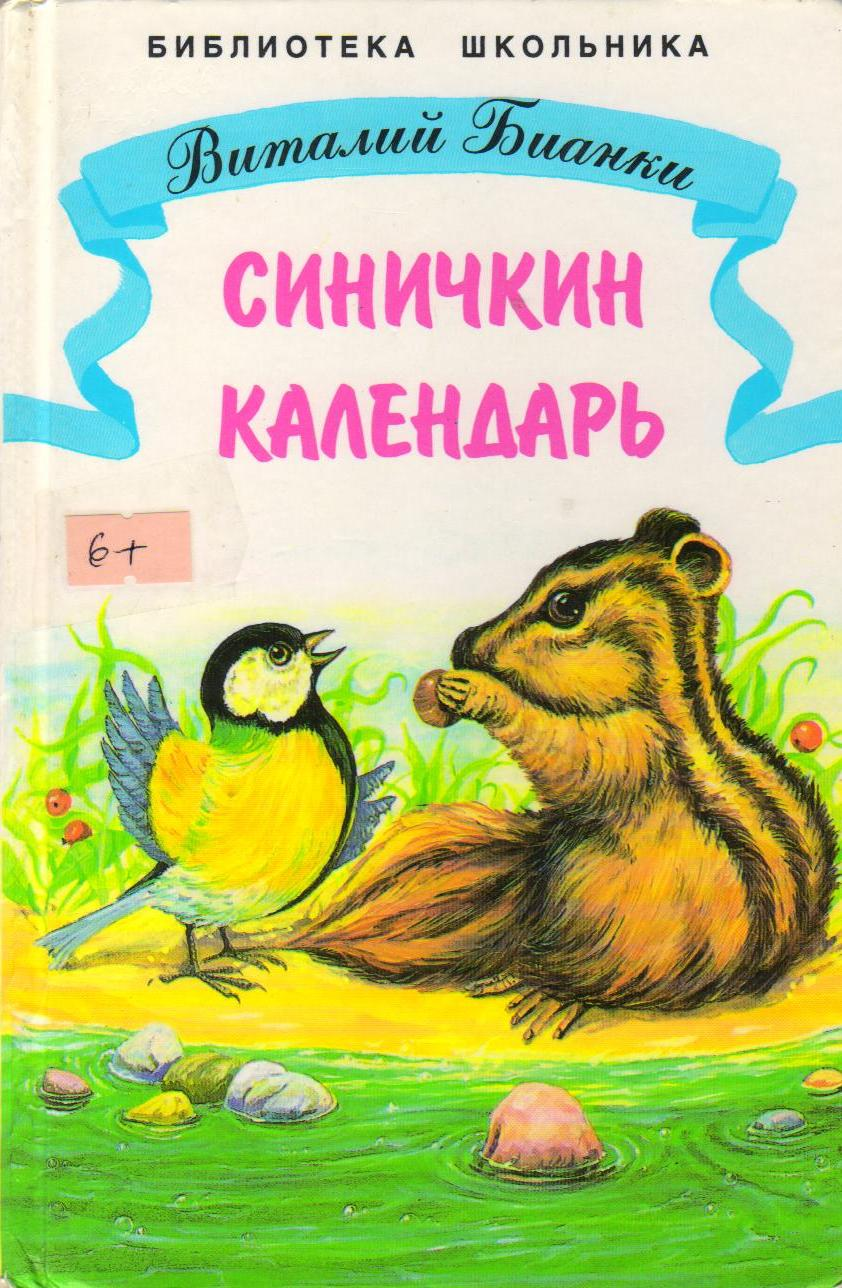 БИБЛИОТЕКА ШКОЛЬНИКА
Виталий Бианки
СИНИЧКИН
КАЛЕНДАРЬ
6+